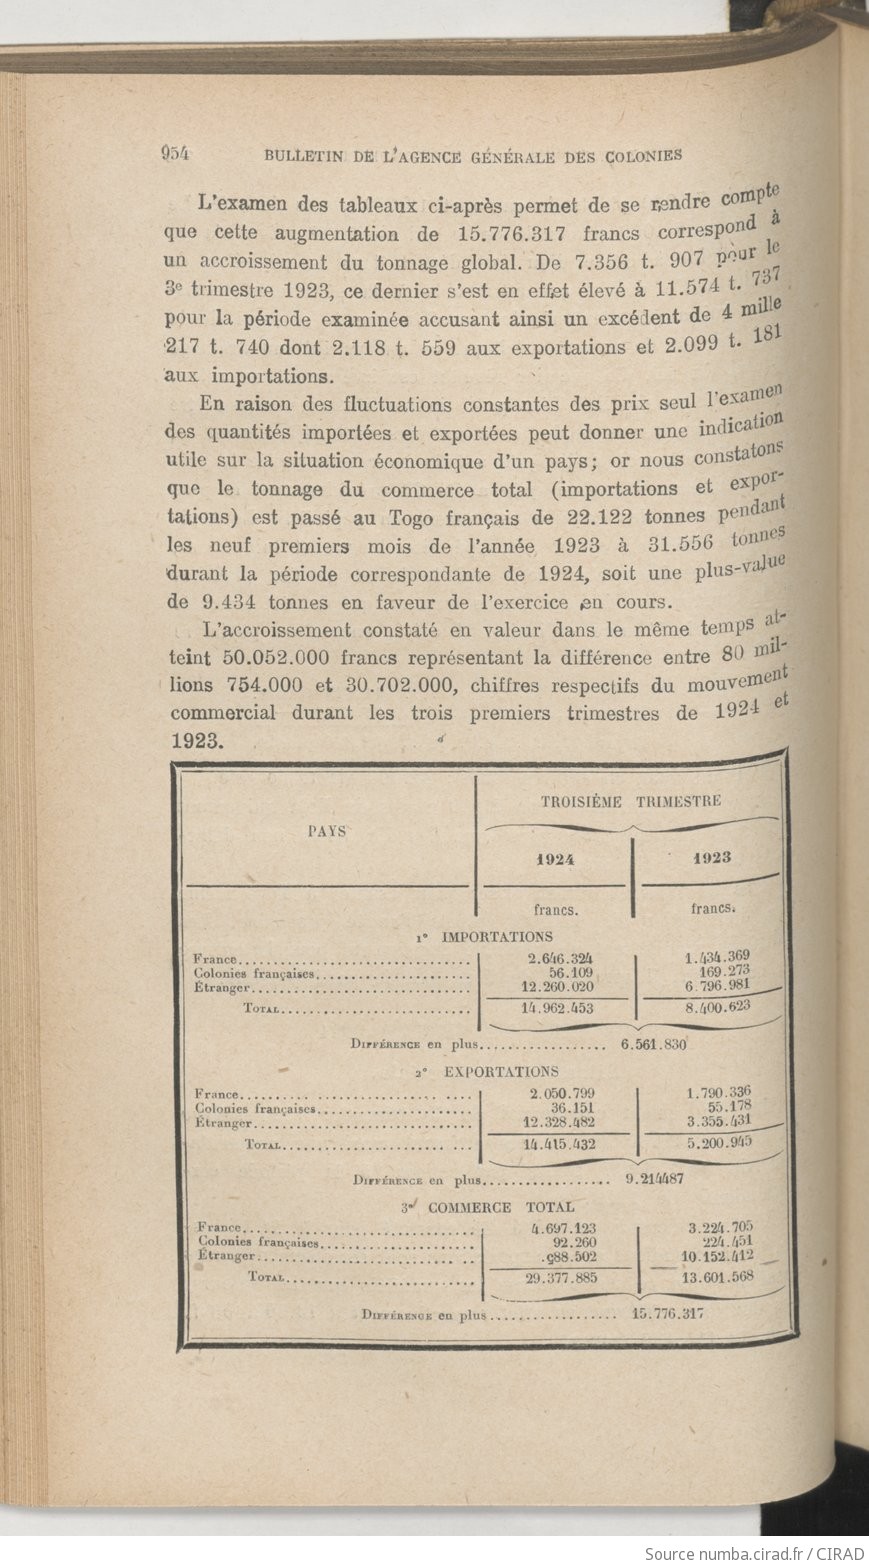 954 BULLETIN DE L'AGENCE GÉNÉRALE DES COLONIES
L'examen des tableaux ci-après permet de se rendre compte
que cette augmentation de 15.776.317 francs correspond à
un accroissement du tonnage global. De 7.356 t. 907 pour le
3e trimestre 1923, ce dernier s'est en effet élevé à 11.574 t. 737
pour la période examinée accusant ainsi un excédent de 4 mille
217 t. 740 dont 2.118 t. 559 aux exportations et 2.099 t. 181
aux importations.
En raison des fluctuations constantes des prix seul l'examen
des quantités importées et exportées peut donner une indication
utile sur la situation économique d'un pays; or nous constatons
que le tonnage du commerce total (importations et expor-
tations) est passé au Togo français de 22.122 tonnes pendant
les neuf premiers mois de l'année 1923 à 31.556 tonnes
durant la période correspondante de 1924, soit une plus-value
de 9.434 tonnes en faveur de l'exercice en cours.
L'accroissement constaté en valeur dans le même temps at-
teint 50.052.000 francs représentant la différence entre 80 mil-
lions 754.000 et 30.702.000, chiffres respectifs du mouvement
commercial durant les trois premiers trimestres de 1924 et
1923.
PAYS TROISIÈME TRIMESTRE
1924 1923
francs. francs.
1° IMPORTATIONS
France 2.646.324 1.434.369
Colonies françaises 56.109 169.273
Étranger 12.260.020 6.796.981
TOTAL 14.962.453 8.400.623
DIFFÉRENCE en plus 6.561.830
2° EXPORTATIONS
France 2.050.799 1.790.336
Colonies françaises 36.151 55.178
Étranger 12.328.482 3.355.431
TOTAL 14.415.432 5.200.945
DIFFÉRENCE en plus 9.214487
3° COMMERCE TOTAL
France 4.697.123 3.224.705
Colonies françaises 92.260 224.451
Étranger 10.152.412
TOTAL 29.377.885 13.601.568
DIFFÉRENCE en plus 15.776.317
Source numba.cirad.fr / CIRAD